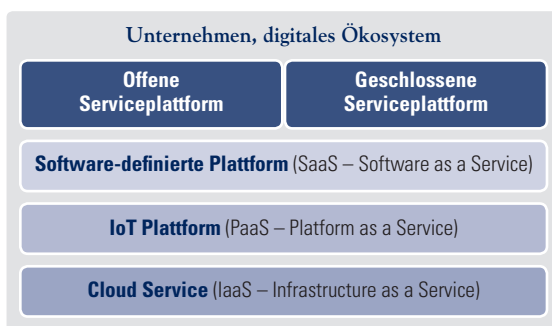 Unternehmen, digitales Ökosystem
Offene
Serviceplattform
Geschlossene
Serviceplattform
Software-definierte Plattform (SaaS – Software as a Service)
IoT Plattform (PaaS – Platform as a Service)
Cloud Service (IaaS – Infrastructure as a Service)